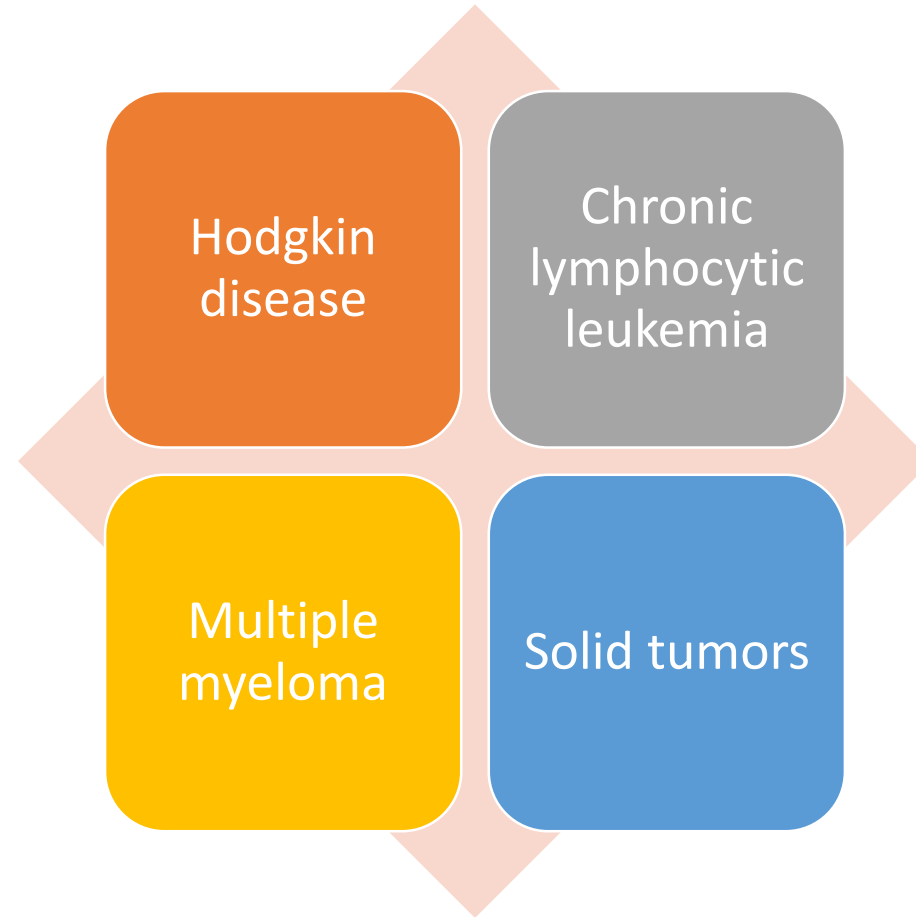 Hodgkin
disease
Chronic
lymphocytic
leukemia
Multiple
myeloma
Solid tumors